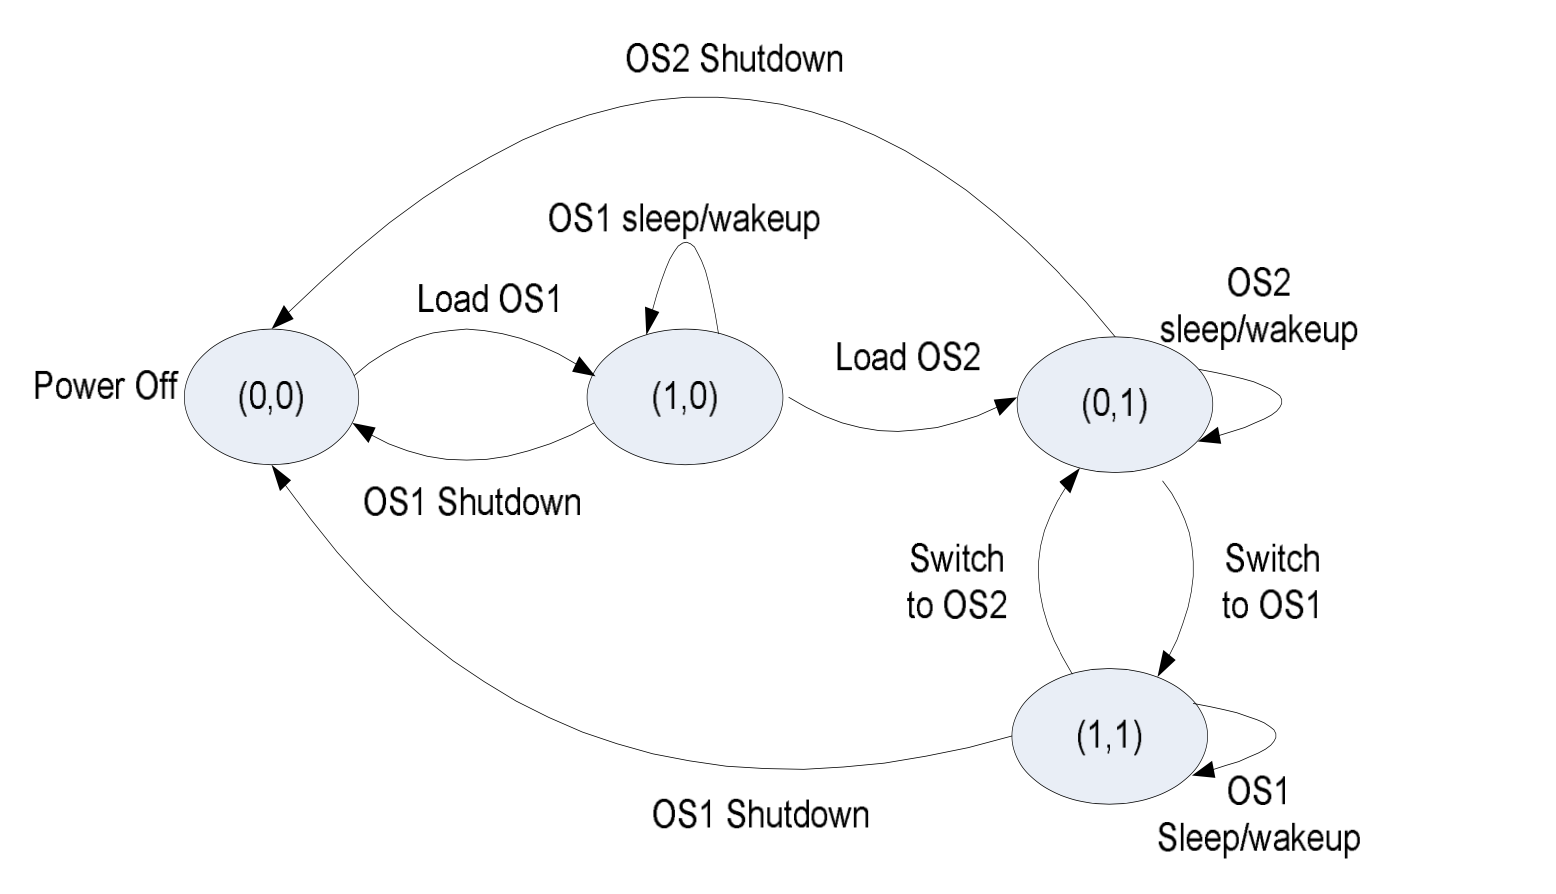 OS2 Shutdown
OS1 sleep/wakeup
Load OS1
OS2
sleep/wakeup
Load OS2
Power Off
(0,0)
(1,0)
(0,1)
OS1 Shutdown
Switch
to OS2
Switch
to OS1
(1,1)
OS1 Shutdown
OS1
Sleep/wakeup